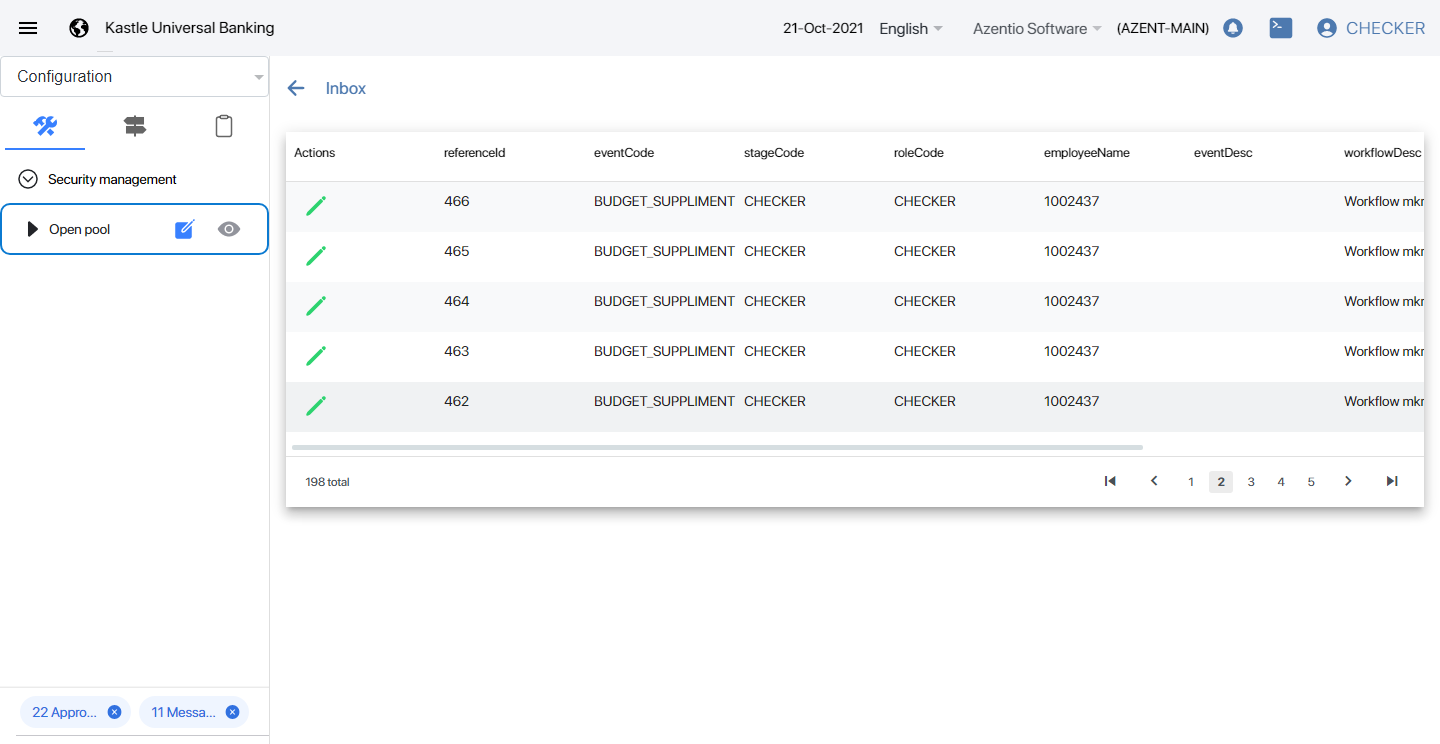 Kastle Universal Banking 21-Oct-2021 English Azentio Software (AZENT-MAIN) CHECKER
Configuration
Security management
Open pool
Inbox
Actions referenceId eventCode stageCode roleCode employeeName eventDesc workflowDesc
466 BUDGET_SUPPLIMENT CHECKER CHECKER 1002437 Workflow mkr
465 BUDGET_SUPPLIMENT CHECKER CHECKER 1002437 Workflow mkr
464 BUDGET_SUPPLIMENT CHECKER CHECKER 1002437 Workflow mkr
463 BUDGET_SUPPLIMENT CHECKER CHECKER 1002437 Workflow mkr
462 BUDGET_SUPPLIMENT CHECKER CHECKER 1002437 Workflow mkr
198 total 1 2 3 4 5
22 Appro... 11 Messa...